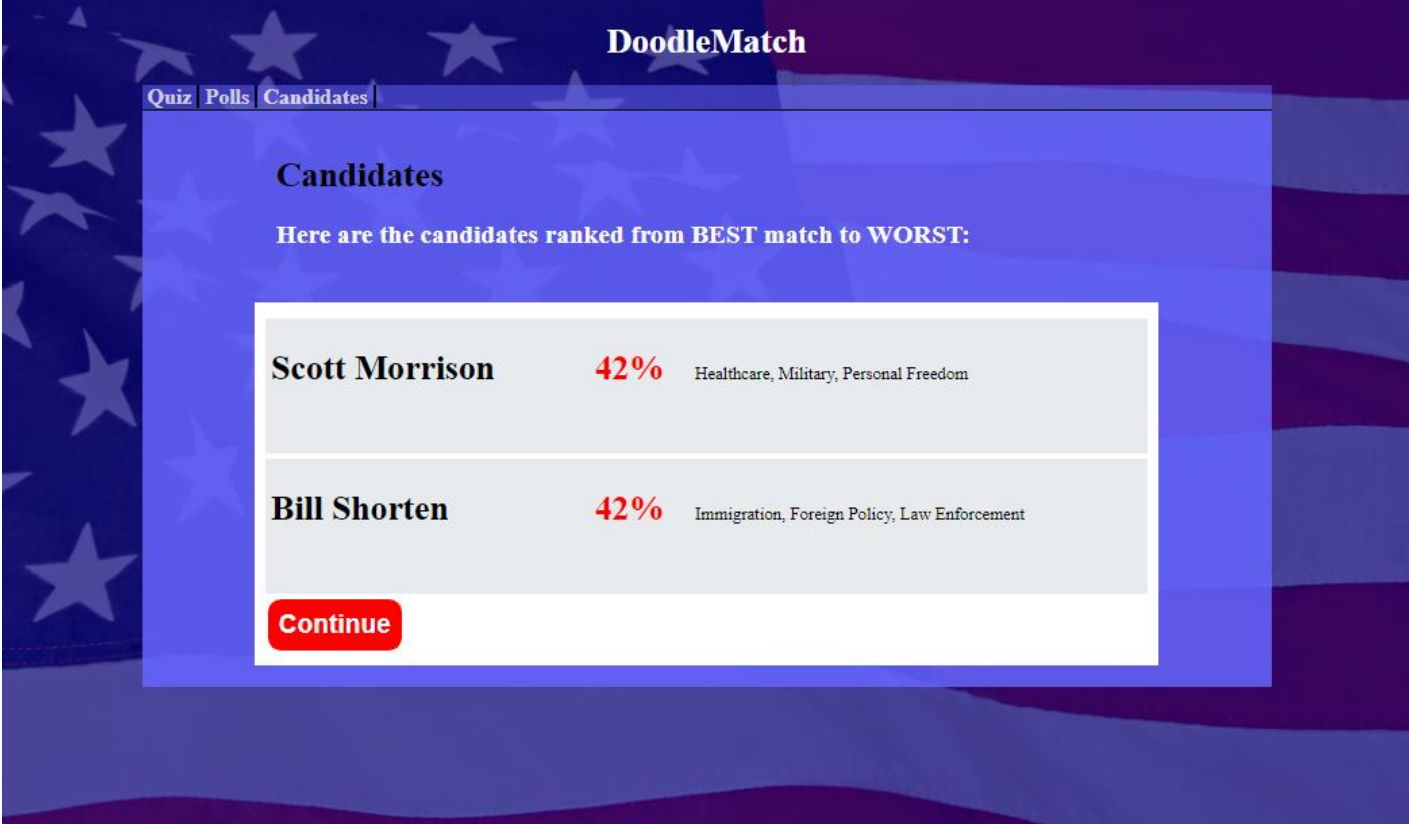 DoodleMatch
Quiz Polls Candidates
Candidates
Here are the candidates ranked from BEST match to WORST:
Scott Morrison 42% Healthcare, Military, Personal Freedom
Bill Shorten 42% Immigration, Foreign Policy, Law Enforcement
Continue